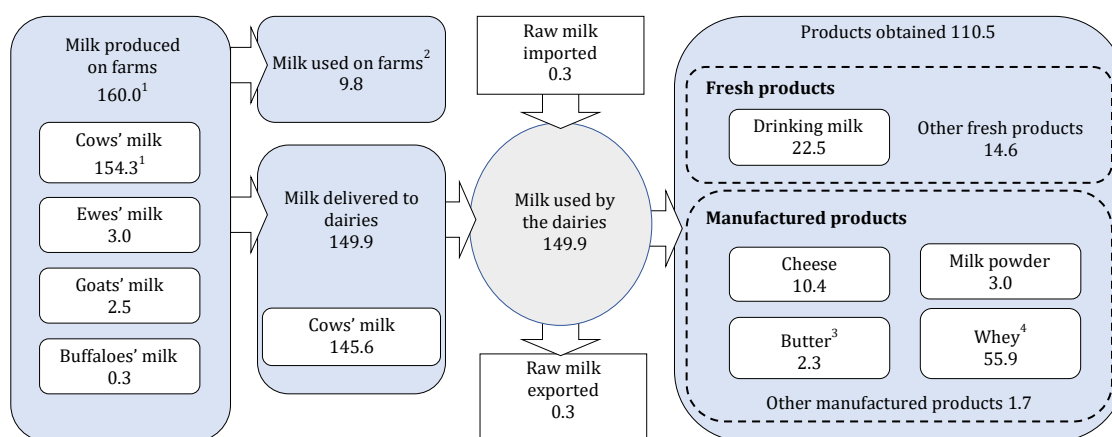 Milk produced
on farms
160.0¹
Cows’ milk
154.3¹
Ewes’ milk
3.0
Goats’ milk
2.5
Buffaloes’ milk
0.3
Milk used on farms²
9.8
Milk delivered to
dairies
149.9
Cows’ milk
145.6
Raw milk
imported
0.3
Milk used by
the dairies
149.9
Raw milk
exported
0.3
Products obtained 110.5
Fresh products
Drinking milk
22.5
Other fresh products
14.6
Manufactured products
Cheese
10.4
Milk powder
3.0
Butter³
2.3
Whey⁴
55.9
Other manufactured products 1.7